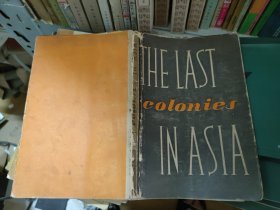 THE LAST
colonies
IN ASIA